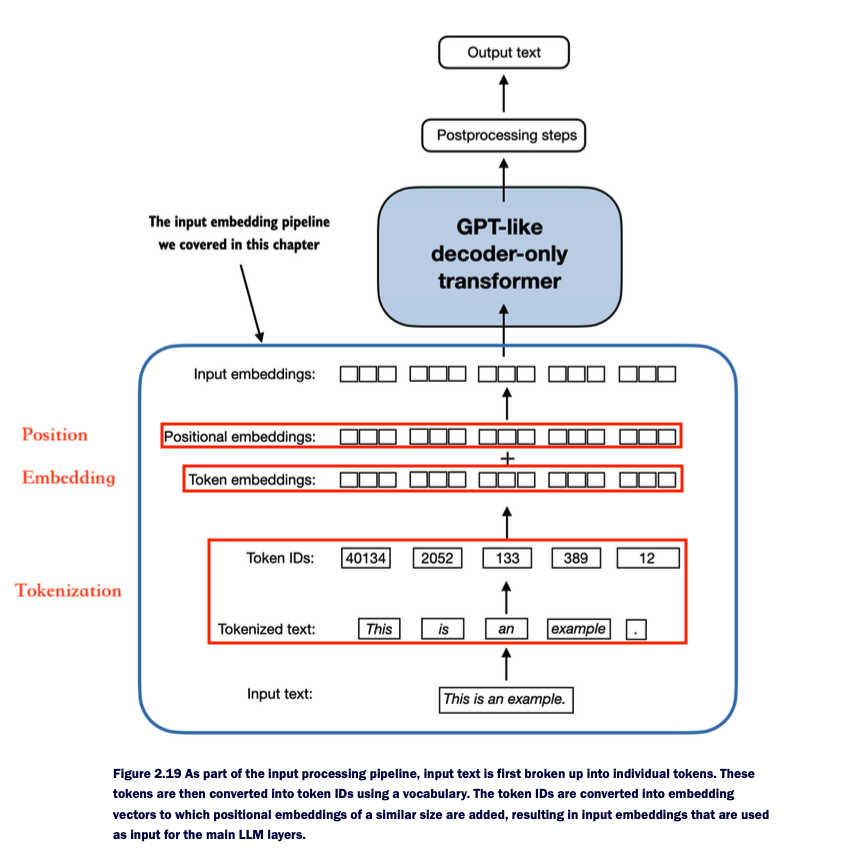 Output text
Postprocessing steps
The input embedding pipeline
we covered in this chapter
GPT-like
decoder-only
transformer
Input embeddings:
Position
Positional embeddings:
+
Embedding
Token embeddings:
Token IDs: 40134 2052 133 389 12
Tokenization
Tokenized text: This is an example .
Input text: This is an example.
Figure 2.19 As part of the input processing pipeline, input text is first broken up into individual tokens. These
tokens are then converted into token IDs using a vocabulary. The token IDs are converted into embedding
vectors to which positional embeddings of a similar size are added, resulting in input embeddings that are used
as input for the main LLM layers.